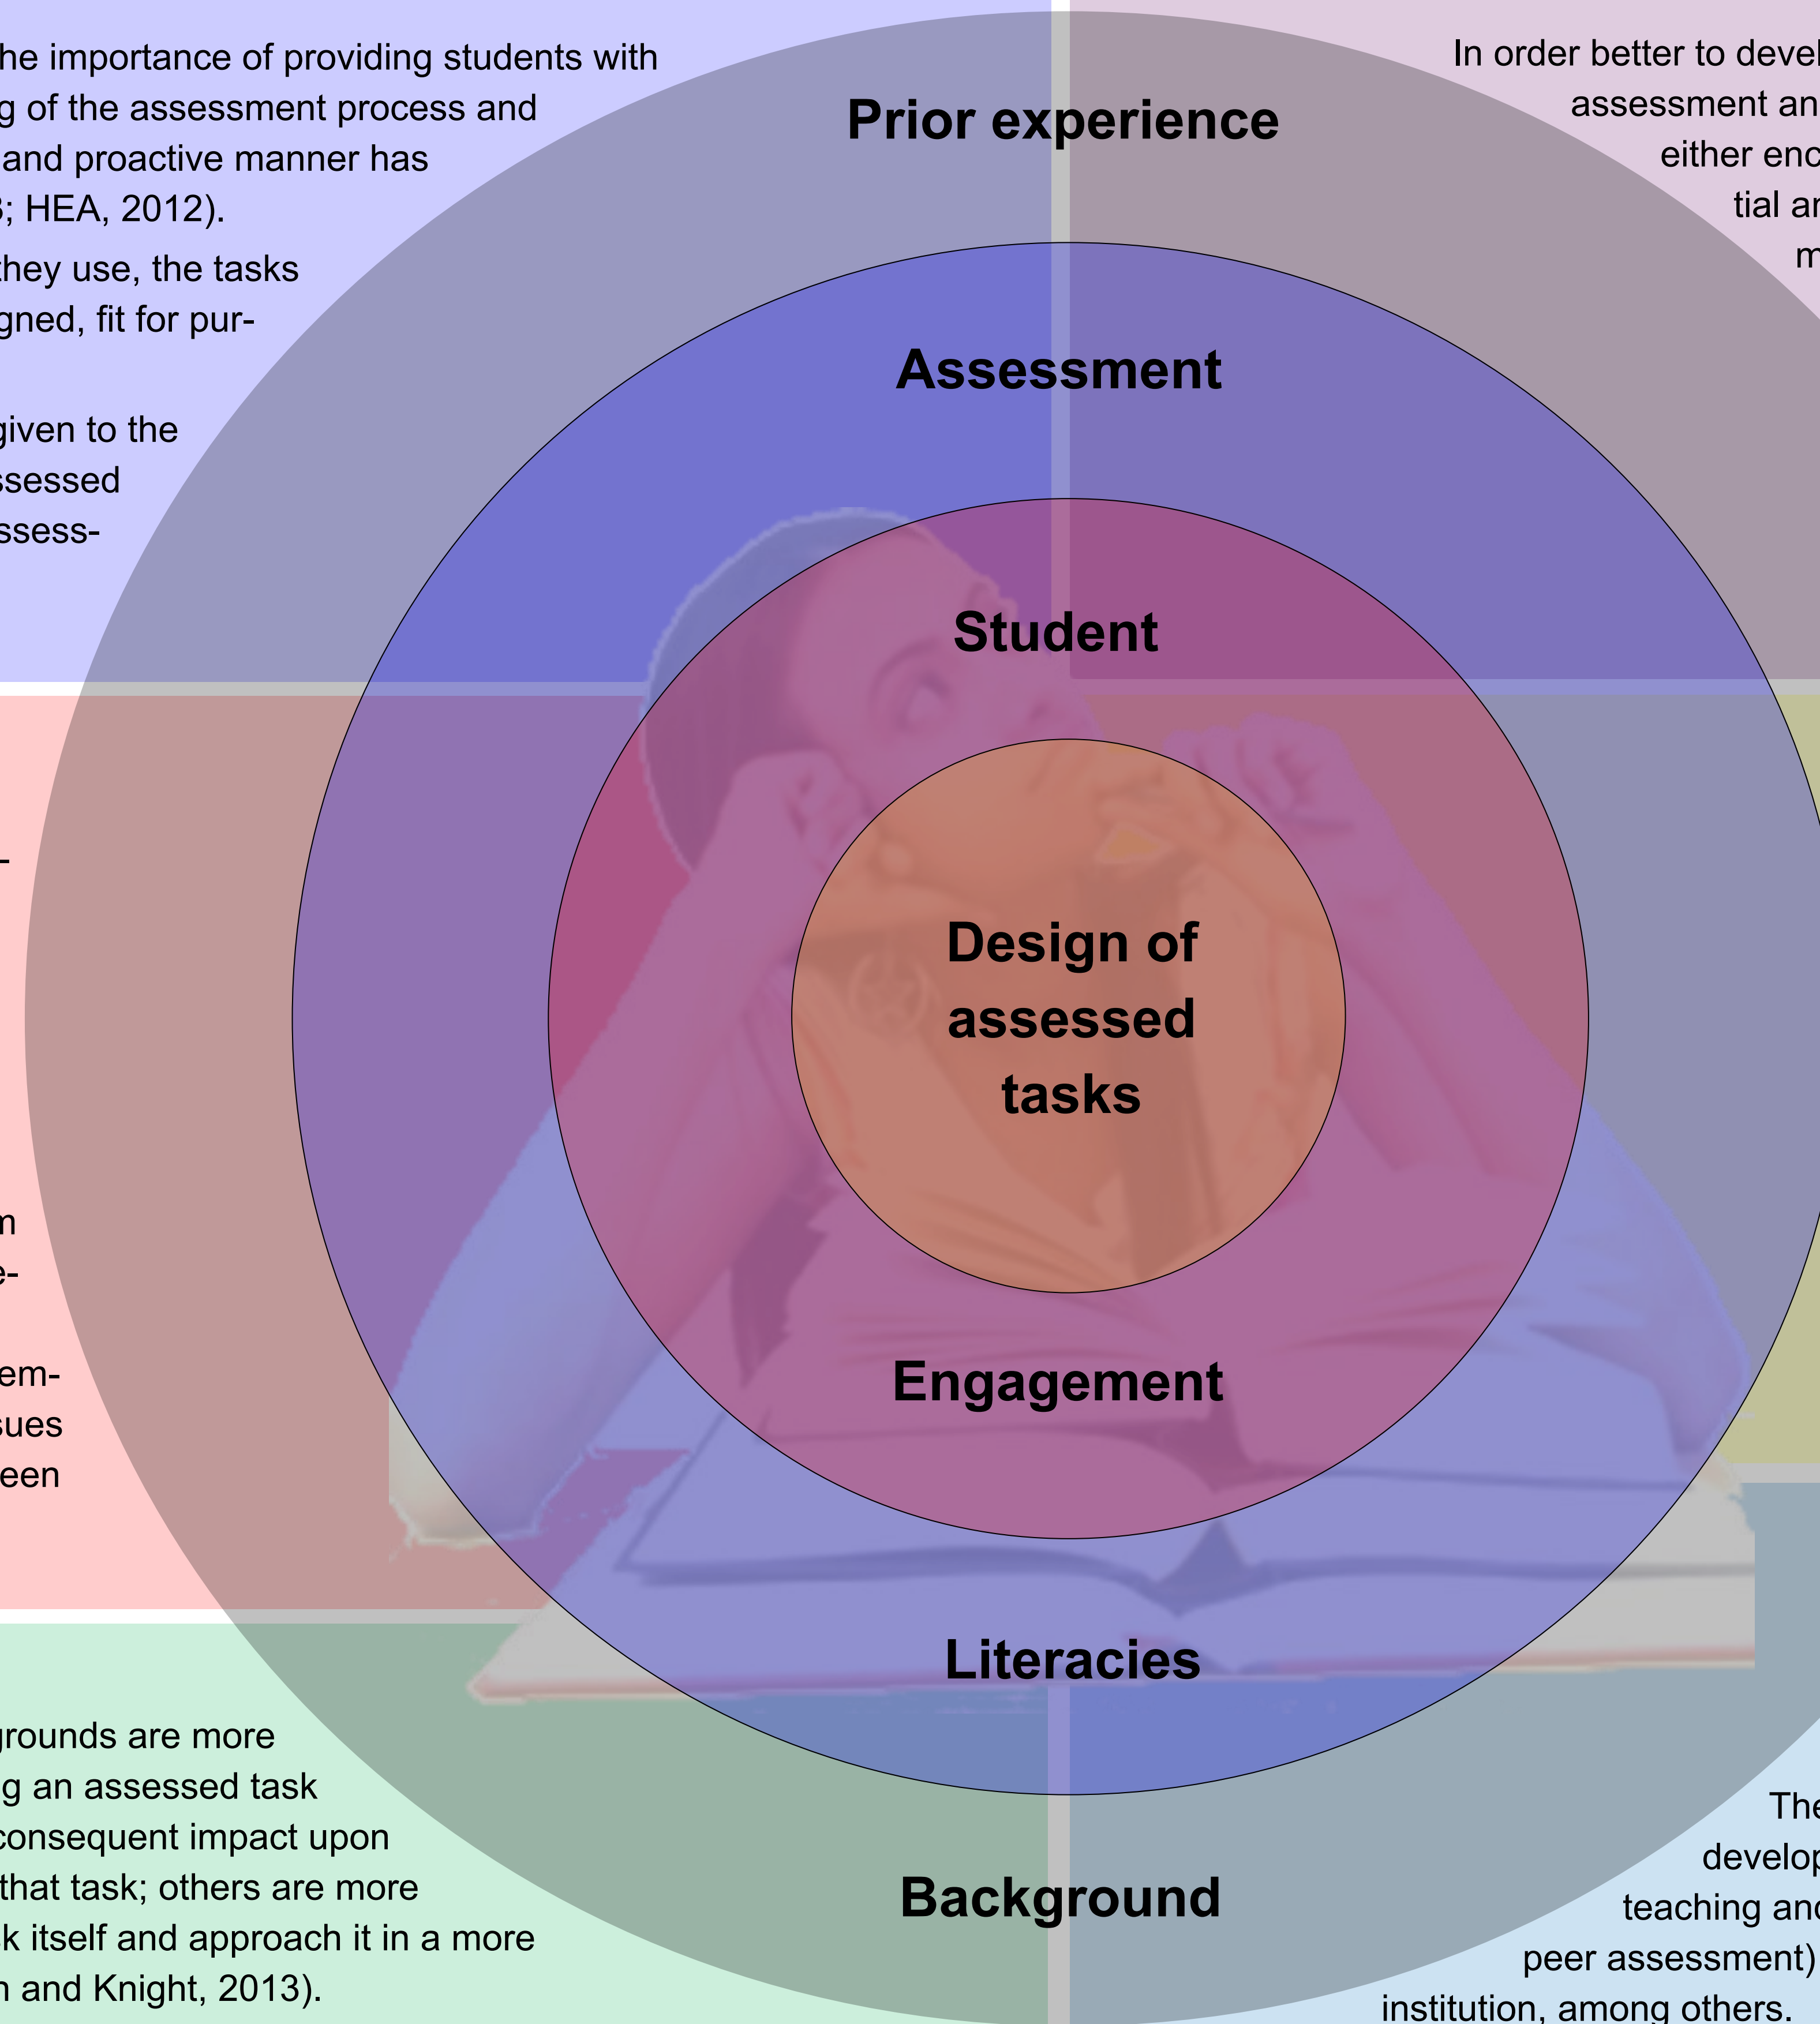 he importance of providing students with
g of the assessment process and
and proactive manner has
; HEA, 2012).
they use, the tasks
gned, fit for pur-
given to the
ssessed
ssess-
In order better to devel
assessment an
either enc
tial ar
m
Prior experience
Assessment
Student
Design of
assessed
tasks
Engagement
Literacies
Background
-
m
e-
em-
sues
een
grounds are more
g an assessed task
consequent impact upon
that task; others are more
k itself and approach it in a more
n and Knight, 2013).
The
develop
teaching and
peer assessment)
institution, among others.